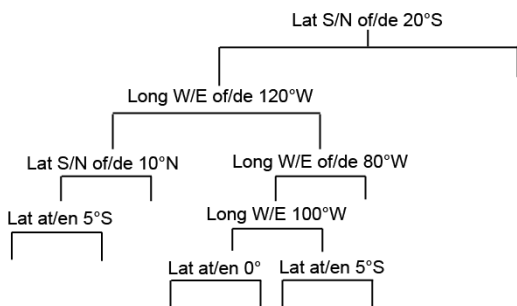 Lat S/N of/de 20°S
Long W/E of/de 120°W
Lat S/N of/de 10°N
Long W/E of/de 80°W
Lat at/en 5°S
Long W/E 100°W
Lat at/en 0°
Lat at/en 5°S